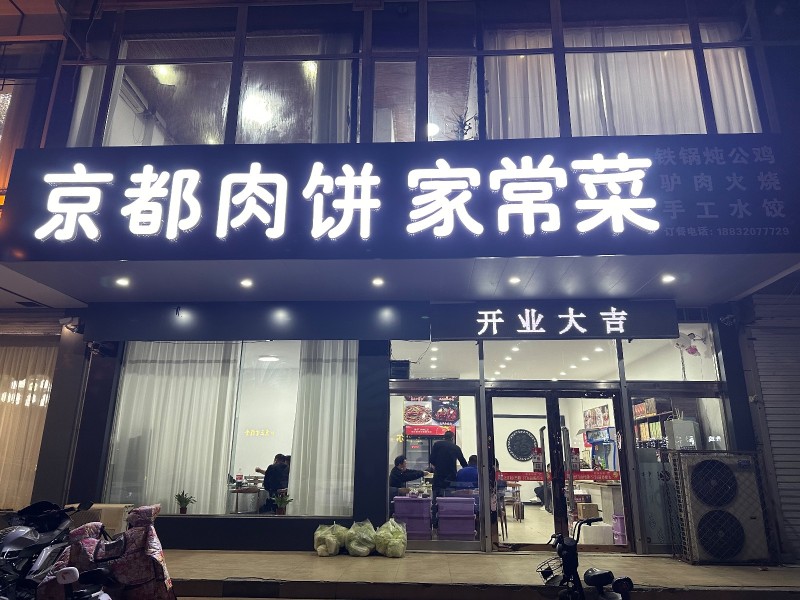 京都肉饼 家常菜
铁锅炖公鸡
驴肉火烧
手工水饺
订餐电话：18832077729
开业大吉